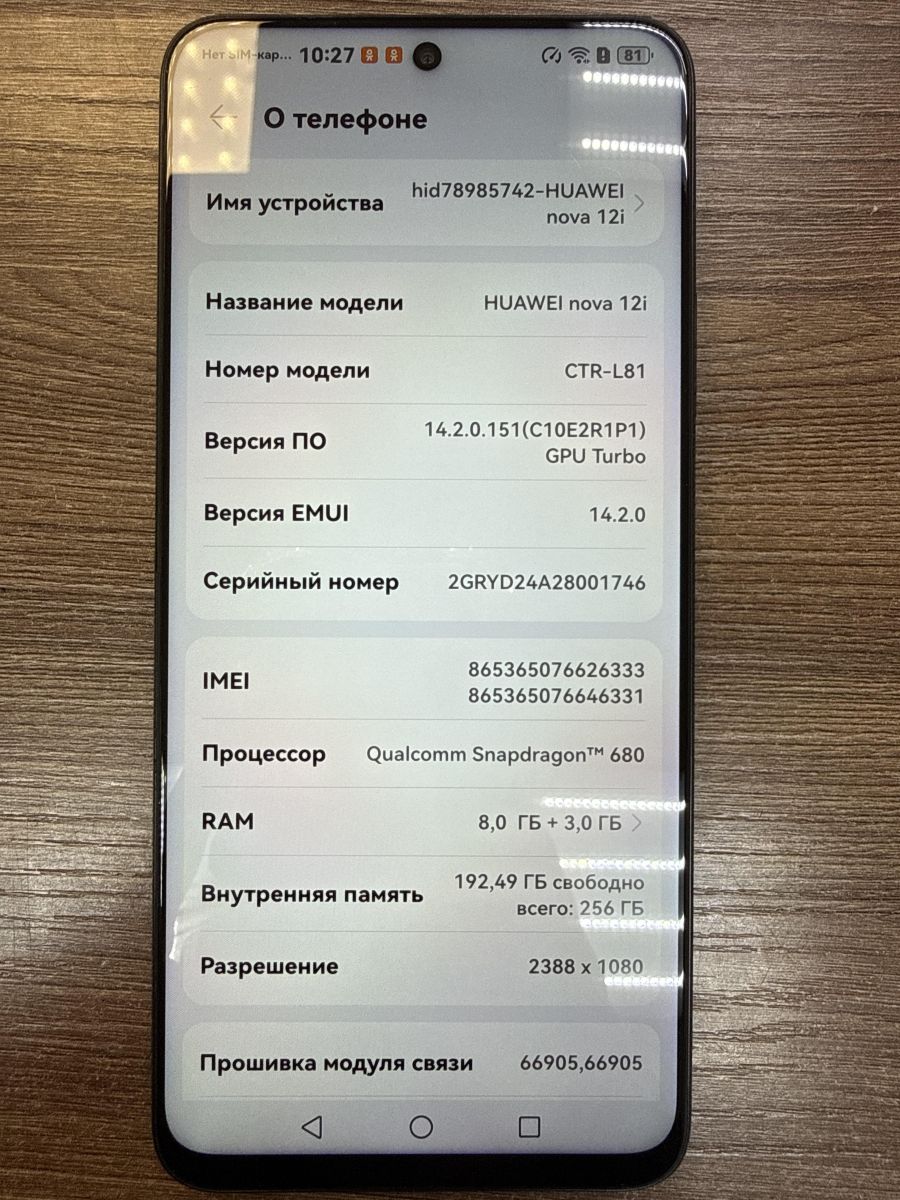 Нет SIM-кар... 10:27 81
О телефоне
Имя устройства hid78985742-HUAWEI
nova 12i
Название модели HUAWEI nova 12i
Номер модели CTR-L81
Версия ПО 14.2.0.151(C10E2R1P1)
GPU Turbo
Версия EMUI 14.2.0
Серийный номер 2GRYD24A28001746
IMEI 865365076626333
865365076646331
Процессор Qualcomm Snapdragon™ 680
RAM 8,0 ГБ + 3,0 ГБ
Внутренняя память 192,49 ГБ свободно
всего: 256 ГБ
Разрешение 2388 x 1080
Прошивка модуля связи 66905,66905